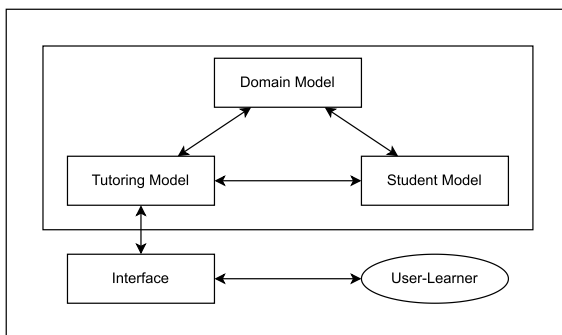 Domain Model
Tutoring Model
Student Model
Interface
User-Learner